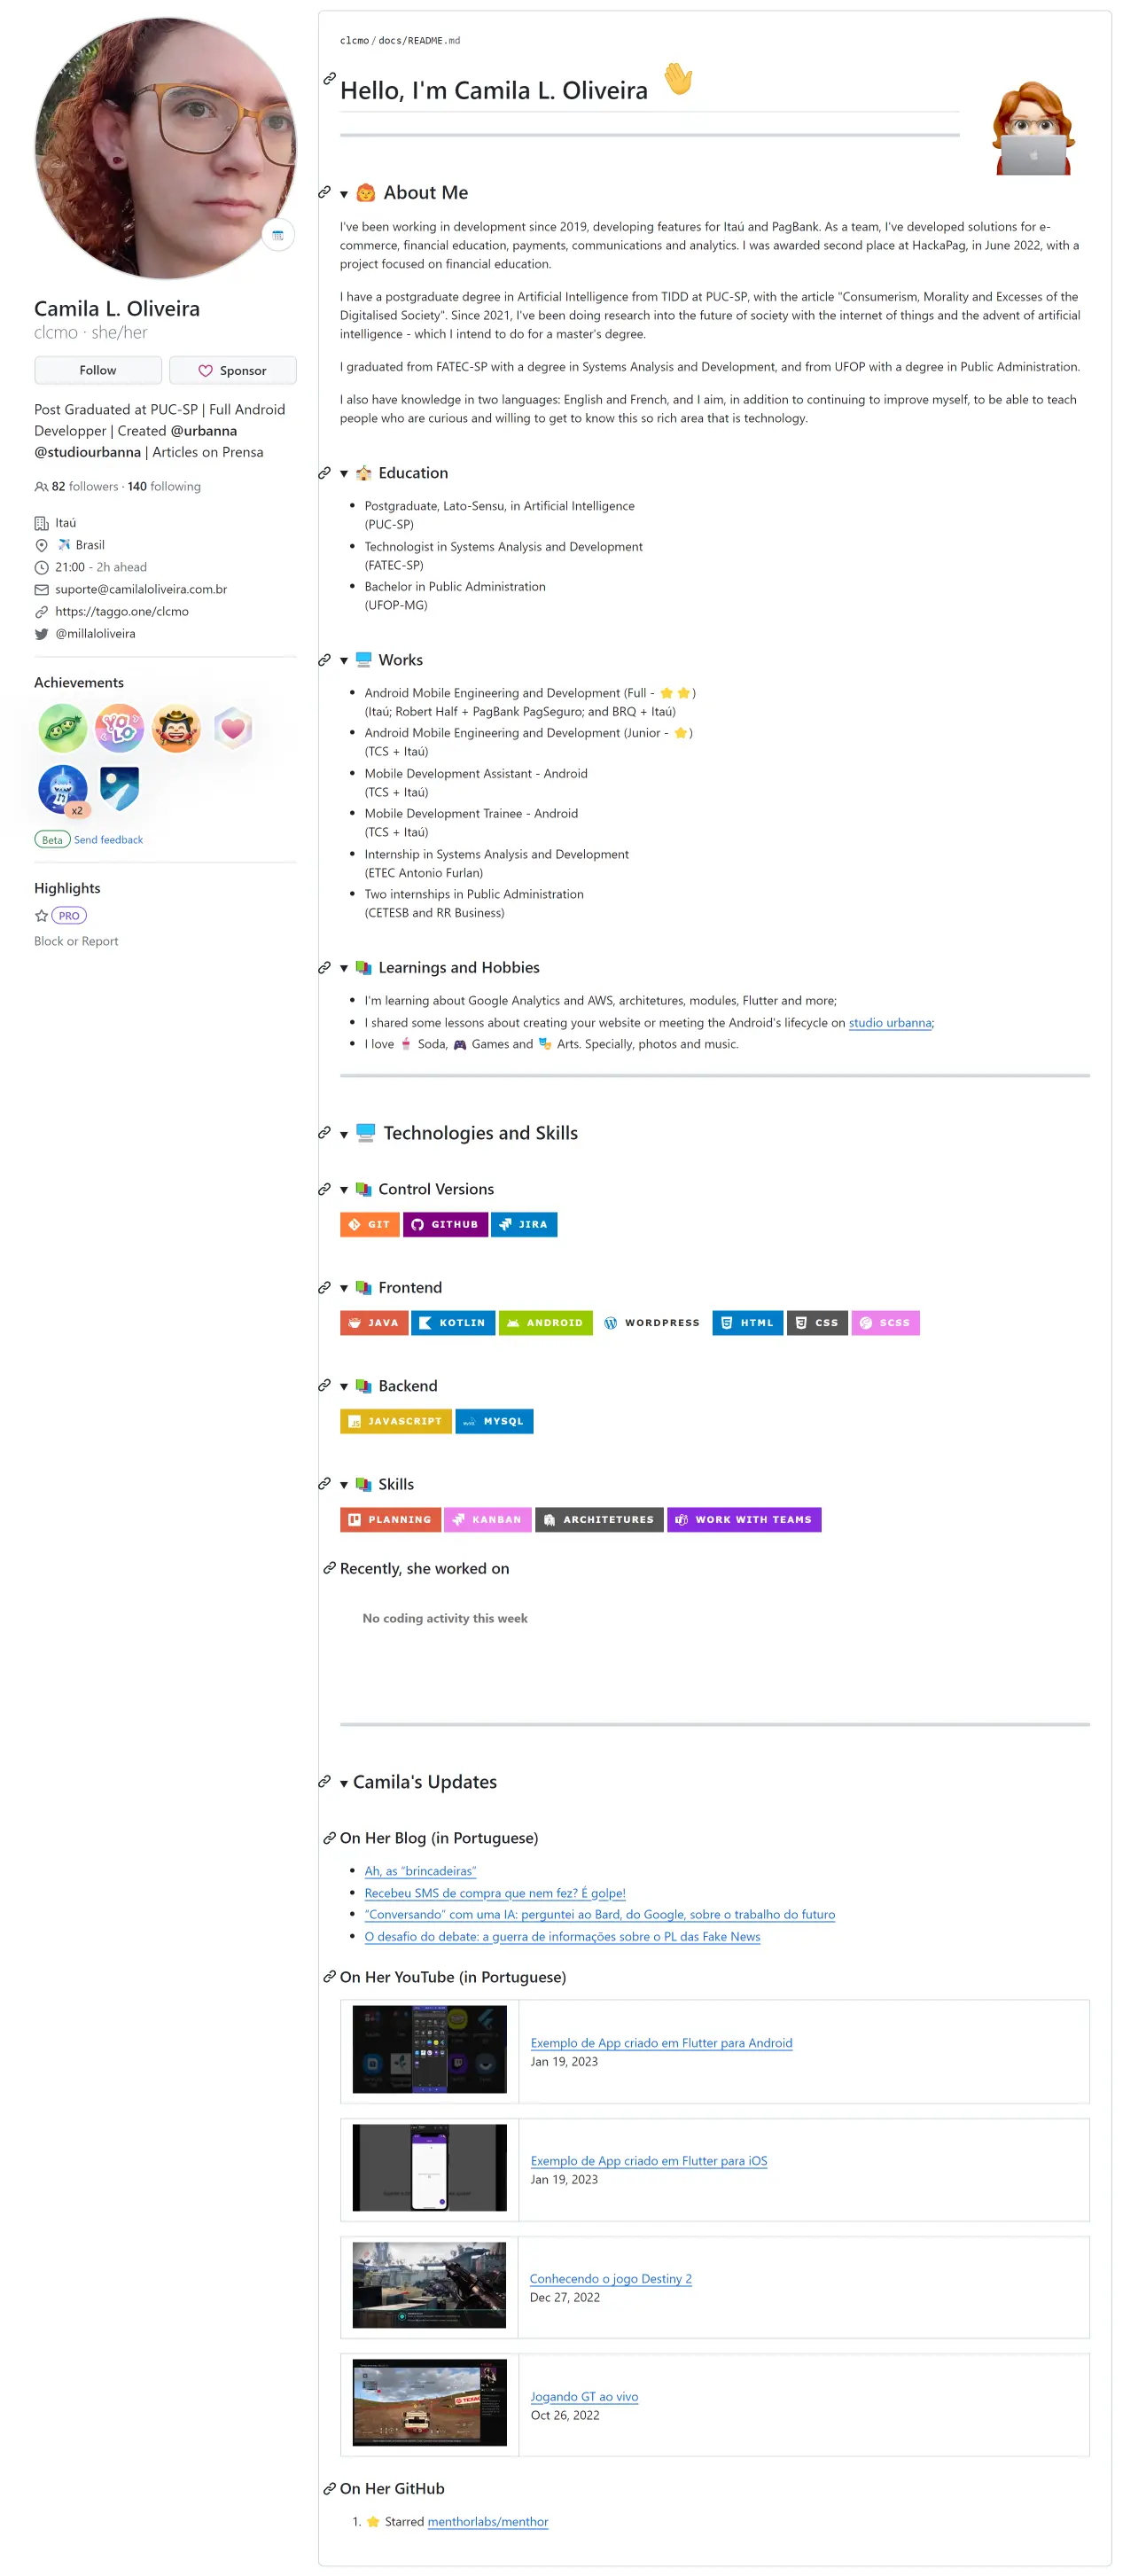 Camila L. Oliveira
clcmo · she/her
Follow
Sponsor
Post Graduated at PUC-SP | Full Android
Developper | Created @urbanna
@studiourbanna | Articles on Prensa
82 followers · 140 following
Itaú
Brasil
21:00 - 2h ahead
suporte@camilaloliveira.com.br
https://taggo.one/clcmo
@millaloliveira
Achievements
YOLO
x2
Beta Send feedback
Highlights
PRO
Block or Report
clcmo / docs/README.md
Hello, I'm Camila L. Oliveira
About Me
I've been working in development since 2019, developing features for Itaú and PagBank. As a team, I've developed solutions for e-
commerce, financial education, payments, communications and analytics. I was awarded second place at HackaPag, in June 2022, with a
project focused on financial education.
I have a postgraduate degree in Artificial Intelligence from TIDD at PUC-SP, with the article "Consumerism, Morality and Excesses of the
Digitalised Society". Since 2021, I've been doing research into the future of society with the internet of things and the advent of artificial
intelligence - which I intend to do for a master's degree.
I graduated from FATEC-SP with a degree in Systems Analysis and Development, and from UFOP with a degree in Public Administration.
I also have knowledge in two languages: English and French, and I aim, in addition to continuing to improve myself, to be able to teach
people who are curious and willing to get to know this so rich area that is technology.
Education
Postgraduate, Lato-Sensu, in Artificial Intelligence
(PUC-SP)
Technologist in Systems Analysis and Development
(FATEC-SP)
Bachelor in Public Administration
(UFOP-MG)
Works
Android Mobile Engineering and Development (Full - ⭐ ⭐)
(Itaú; Robert Half + PagBank PagSeguro; and BRQ + Itaú)
Android Mobile Engineering and Development (Junior - ⭐)
(TCS + Itaú)
Mobile Development Assistant - Android
(TCS + Itaú)
Mobile Development Trainee - Android
(TCS + Itaú)
Internship in Systems Analysis and Development
(ETEC Antonio Furlan)
Two internships in Public Administration
(CETESB and RR Business)
Learnings and Hobbies
I'm learning about Google Analytics and AWS, architetures, modules, Flutter and more;
I shared some lessons about creating your website or meeting the Android's lifecycle on studio urbanna;
I love 🥤 Soda, 🎮 Games and 🎭 Arts. Specially, photos and music.
Technologies and Skills
Control Versions
GIT GITHUB JIRA
Frontend
JAVA KOTLIN ANDROID WORDPRESS HTML CSS SCSS
Backend
JAVASCRIPT MYSQL
Skills
PLANNING KANBAN ARCHITETURES WORK WITH TEAMS
Recently, she worked on
No coding activity this week
Camila's Updates
On Her Blog (in Portuguese)
Ah, as “brincadeiras”
Recebeu SMS de compra que nem fez? É golpe!
“Conversando” com uma IA: perguntei ao Bard, do Google, sobre o trabalho do futuro
O desafio do debate: a guerra de informações sobre o PL das Fake News
On Her YouTube (in Portuguese)
Exemplo de App criado em Flutter para Android
Jan 19, 2023
Exemplo de App criado em Flutter para iOS
Jan 19, 2023
Conhecendo o jogo Destiny 2
Dec 27, 2022
Jogando GT ao vivo
Oct 26, 2022
On Her GitHub
1. ⭐ Starred menthorlabs/menthor